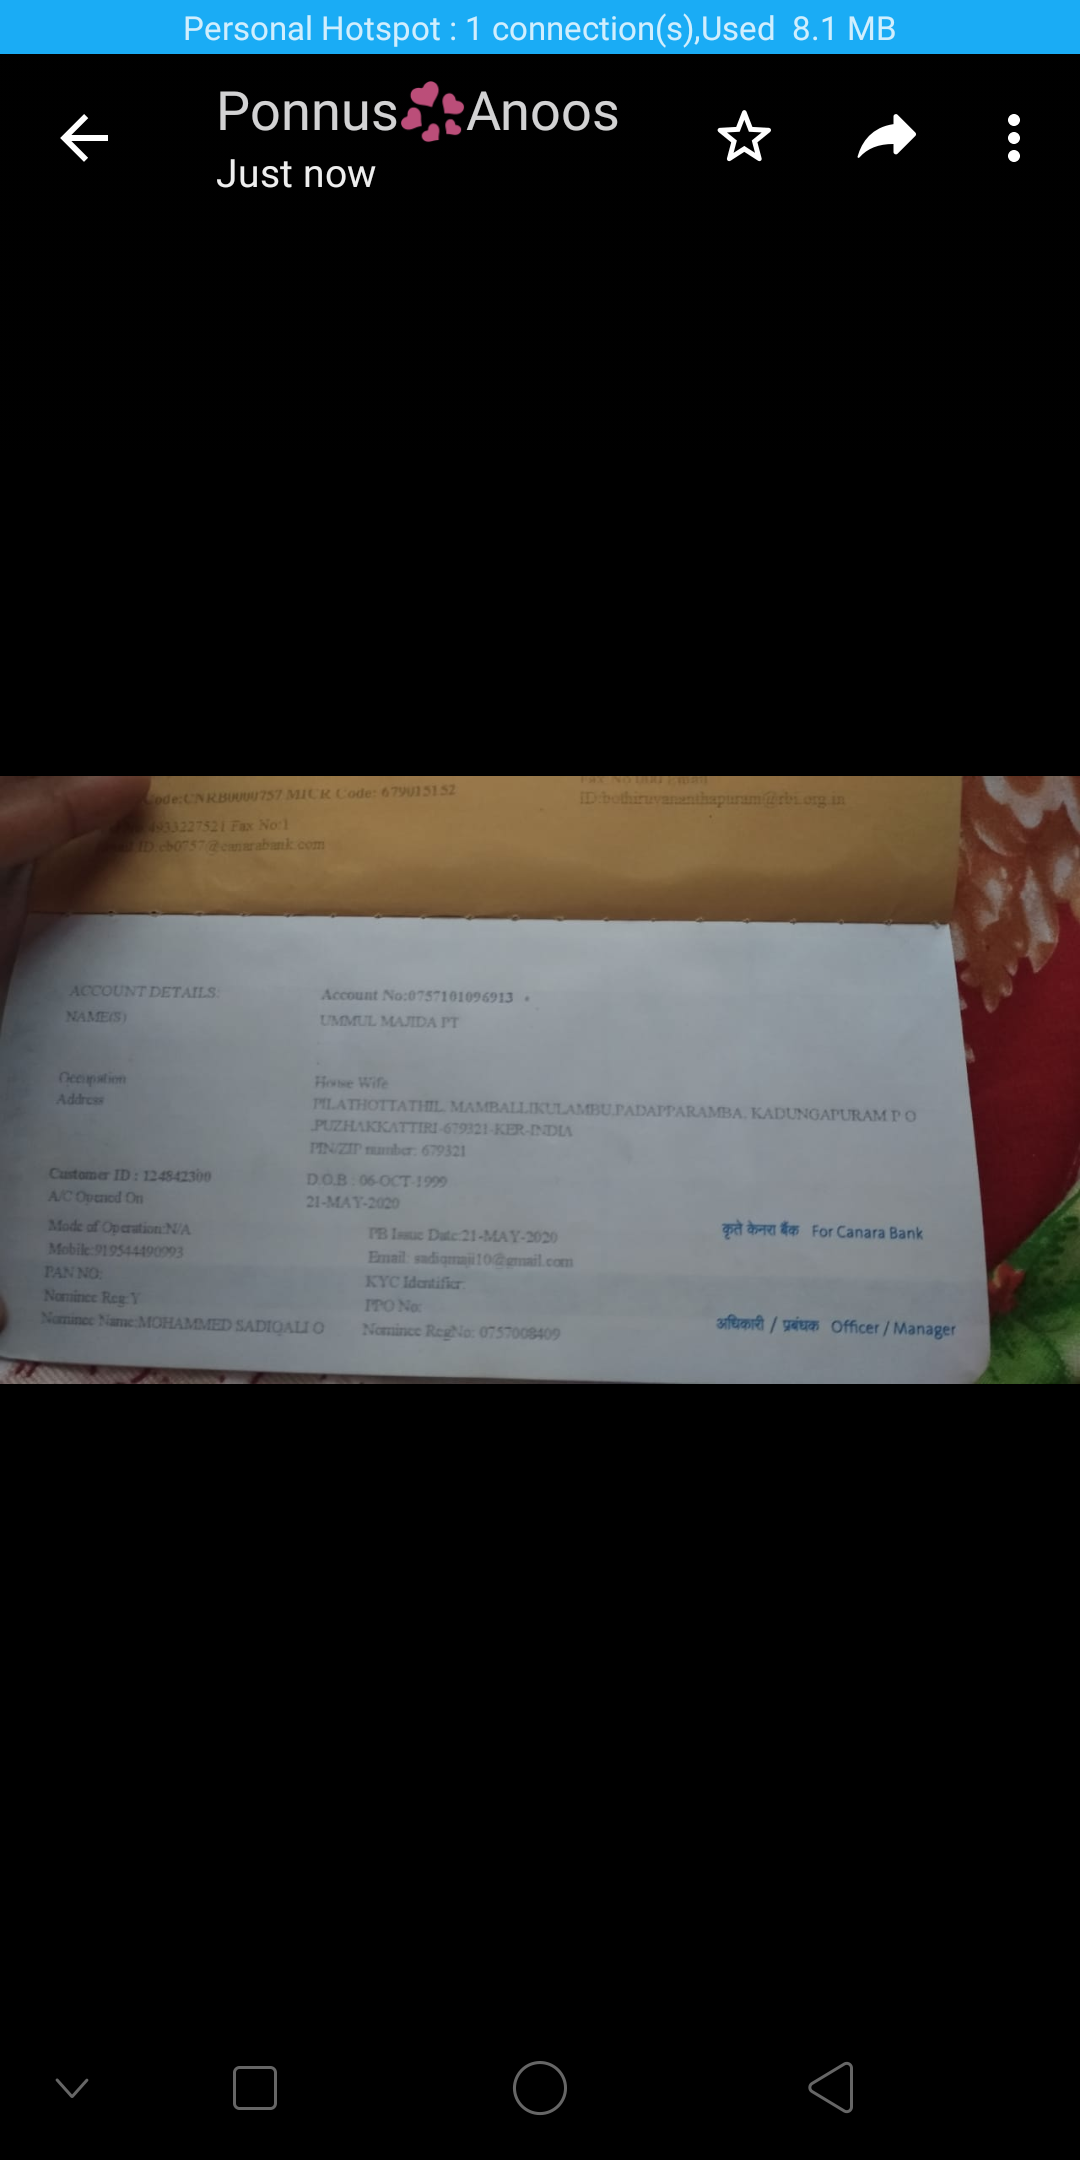 Personal Hotspot : 1 connection(s),Used 8.1 MB
Ponnus💞Anoos
Just now
Code:CNRB0000757 MICR Code: 679015152
ID:bothiruvananthapuram@rbi.org.in
4933227521 Fax No:1
ID:cb0757@canarabank.com
ACCOUNT DETAILS: Account No:0757101096913
NAME(S) UMMUL MAJIDA PT
Occupation House Wife
Address PILATHOTTATHIL, MAMBALLIKULAMBU,PADAPPARAMBA, KADUNGAPURAM P O
,PUZHAKKATTIRI-679321-KER-INDIA
PIN/ZIP number: 679321
Customer ID : 124842300 D.O.B : 06-OCT-1999
A/C Opened On 21-MAY-2020
Mode of Operation:N/A PB Issue Date:21-MAY-2020 कृते केनरा बैंक For Canara Bank
Mobile:919544490993 Email: sadiqmaji10@gmail.com
PAN NO: KYC Identifier:
Nominee Reg:Y PPO No:
Nominee Name:MOHAMMED SADIQALI O Nominee RegNo: 0757008409 अधिकारी / प्रबंधक Officer / Manager